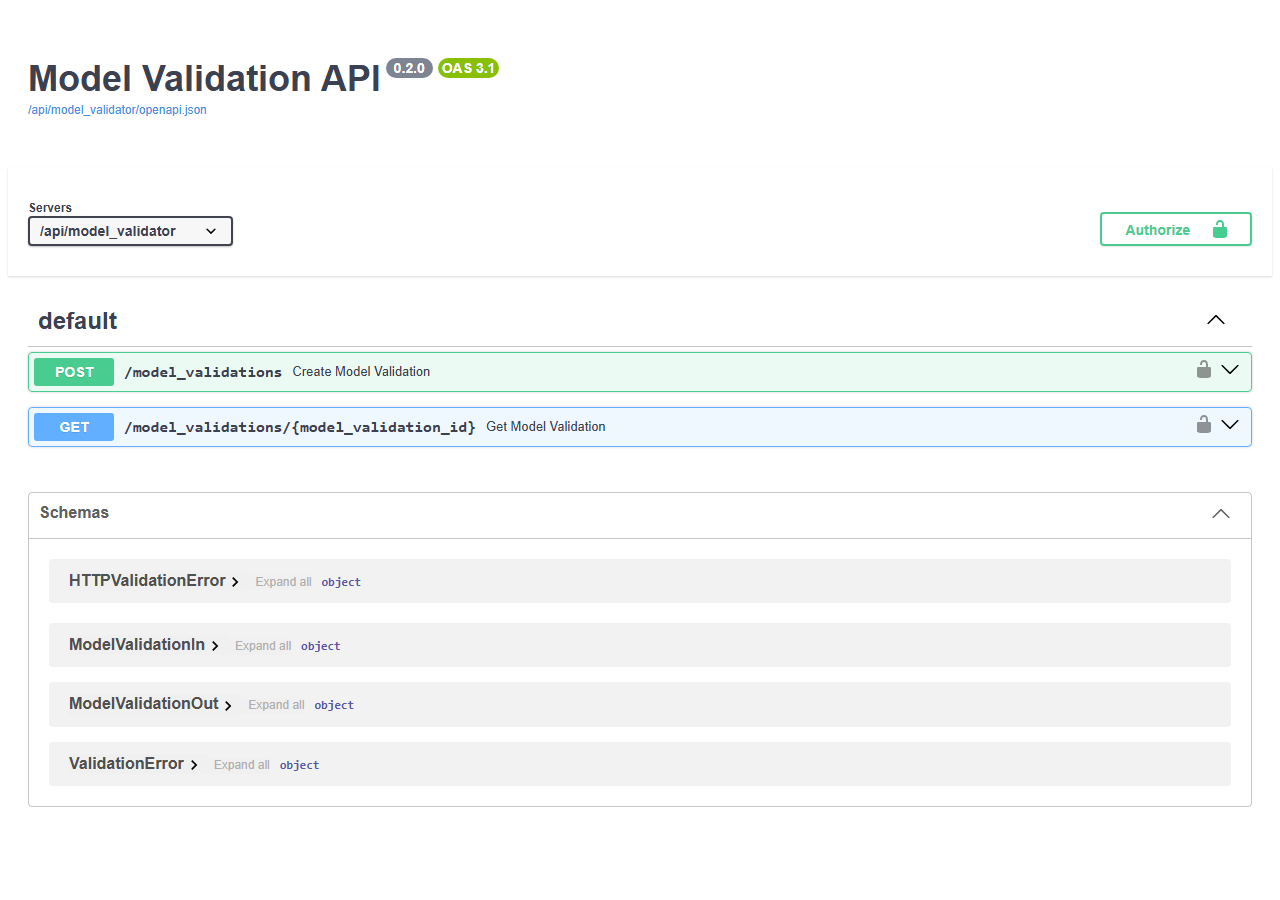 Model Validation API 0.2.0 OAS 3.1
/api/model_validator/openapi.json
Servers
/api/model_validator
Authorize
default
POST /model_validations Create Model Validation
GET /model_validations/{model_validation_id} Get Model Validation
Schemas
HTTPValidationError Expand all object
ModelValidationIn Expand all object
ModelValidationOut Expand all object
ValidationError Expand all object